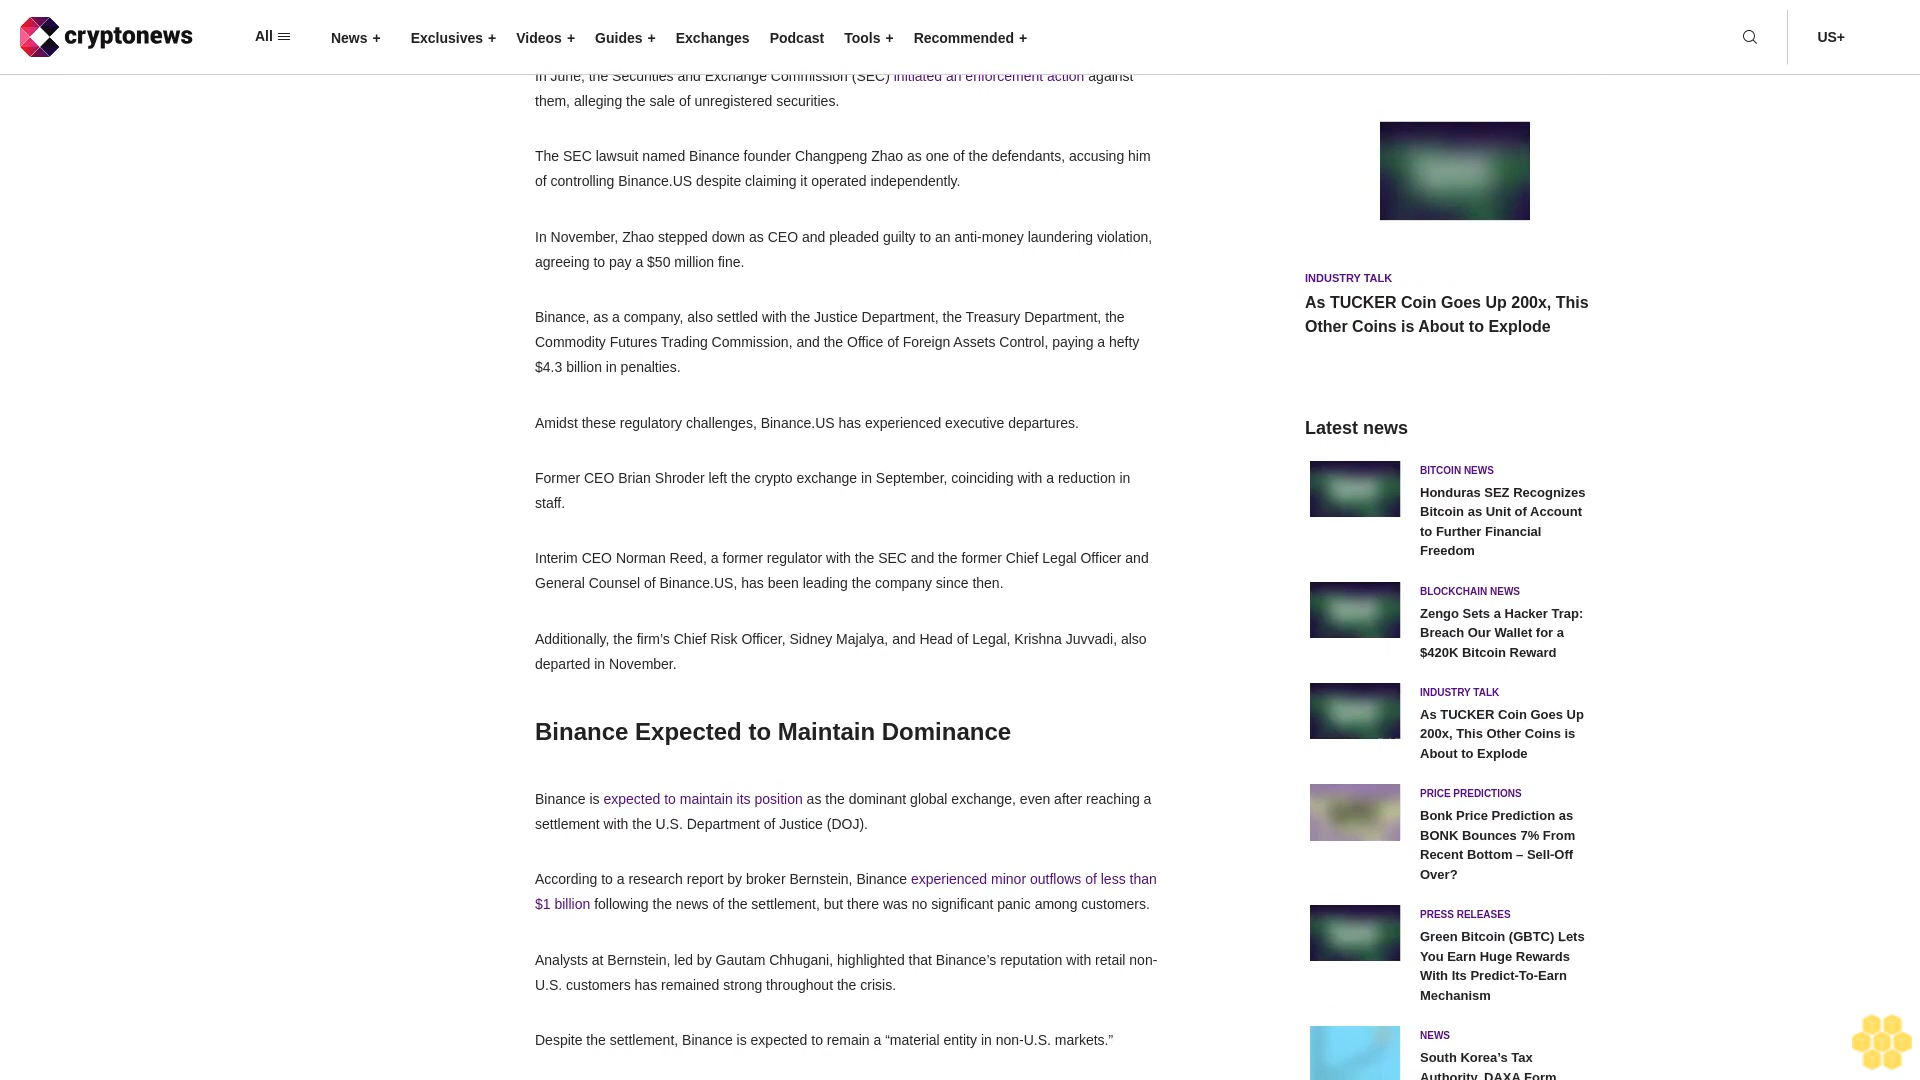 cryptonews
All
News +
Exclusives +
Videos +
Guides +
Exchanges
Podcast
Tools +
Recommended +
US+
In June, the Securities and Exchange Commission (SEC) initiated an enforcement action against
them, alleging the sale of unregistered securities.
The SEC lawsuit named Binance founder Changpeng Zhao as one of the defendants, accusing him
of controlling Binance.US despite claiming it operated independently.
In November, Zhao stepped down as CEO and pleaded guilty to an anti-money laundering violation,
agreeing to pay a $50 million fine.
Binance, as a company, also settled with the Justice Department, the Treasury Department, the
Commodity Futures Trading Commission, and the Office of Foreign Assets Control, paying a hefty
$4.3 billion in penalties.
Amidst these regulatory challenges, Binance.US has experienced executive departures.
Former CEO Brian Shroder left the crypto exchange in September, coinciding with a reduction in
staff.
Interim CEO Norman Reed, a former regulator with the SEC and the former Chief Legal Officer and
General Counsel of Binance.US, has been leading the company since then.
Additionally, the firm’s Chief Risk Officer, Sidney Majalya, and Head of Legal, Krishna Juvvadi, also
departed in November.
Binance Expected to Maintain Dominance
Binance is expected to maintain its position as the dominant global exchange, even after reaching a
settlement with the U.S. Department of Justice (DOJ).
According to a research report by broker Bernstein, Binance experienced minor outflows of less than
$1 billion following the news of the settlement, but there was no significant panic among customers.
Analysts at Bernstein, led by Gautam Chhugani, highlighted that Binance’s reputation with retail non-
U.S. customers has remained strong throughout the crisis.
Despite the settlement, Binance is expected to remain a “material entity in non-U.S. markets.”
INDUSTRY TALK
As TUCKER Coin Goes Up 200x, This
Other Coins is About to Explode
Latest news
BITCOIN NEWS
Honduras SEZ Recognizes
Bitcoin as Unit of Account
to Further Financial
Freedom
BLOCKCHAIN NEWS
Zengo Sets a Hacker Trap:
Breach Our Wallet for a
$420K Bitcoin Reward
INDUSTRY TALK
As TUCKER Coin Goes Up
200x, This Other Coins is
About to Explode
PRICE PREDICTIONS
Bonk Price Prediction as
BONK Bounces 7% From
Recent Bottom – Sell-Off
Over?
PRESS RELEASES
Green Bitcoin (GBTC) Lets
You Earn Huge Rewards
With Its Predict-To-Earn
Mechanism
NEWS
South Korea’s Tax
Authority, DAXA Form